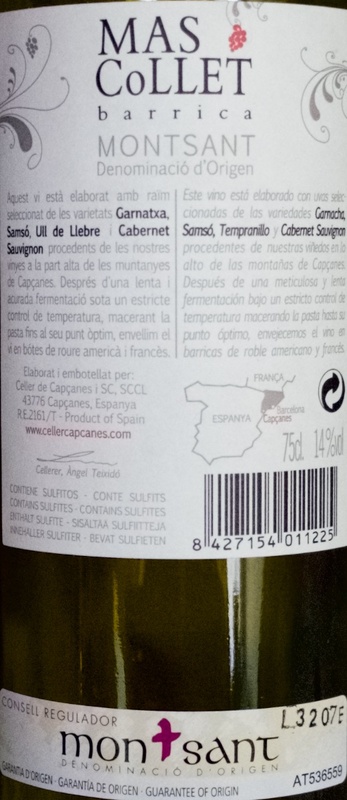 MAS
CoLLET
barrica
MONTSANT
Denominació d'Origen
Aquest vi està elaborat amb raïm
seleccionat de les varietats Garnatxa,
Samsó, Ull de Llebre i Cabernet
Sauvignon procedents de les nostres
vinyes a la part alta de les muntanyes
de Capçanes. Després d'una lenta i
acurada fermentació sota un estricte
control de temperatura, macerant la
pasta fins al seu punt òptim, envellim el
vi en bótes de roure americà i francès.
Este vino está elaborado con uvas selec-
cionadas de las variedades Garnacha,
Samsó, Tempranillo y Cabernet Sauvignon
procedentes de nuestros viñedos en lo
alto de las montañas de Capçanes.
Después de una meticulosa y lenta
fermentación bajo un estricto control de
temperatura macerando la pasta hasta su
punto óptimo, envejecemos el vino en
barricas de roble americano y francés.
Elaborat i embotellat per:
Celler de Capçanes i SC, SCCL
43776 Capçanes, Espanya
R.E.2161/T · Product of Spain
www.cellercapcanes.com
Cellerer, Àngel Teixidó
FRANÇA
ESPANYA
Barcelona
Capçanes
75cl. 14%vol
CONTIENE SULFITOS · CONTE SULFITS
CONTAINS SULFITES · CONTAINS SULFITES
ENTHÄLT SULFITE · SISÄLTÄÄ SULFIITTEJA
INNEHÅLLER SULFITER · BEVAT SULFIETEN
8 427154 011225
CONSELL REGULADOR
L3207E
montsant
DENOMINACIÓ D'ORIGEN
GARANTIA D'ORIGEN · GARANTÍA DE ORIGEN · GUARANTEE OF ORIGIN
AT536559